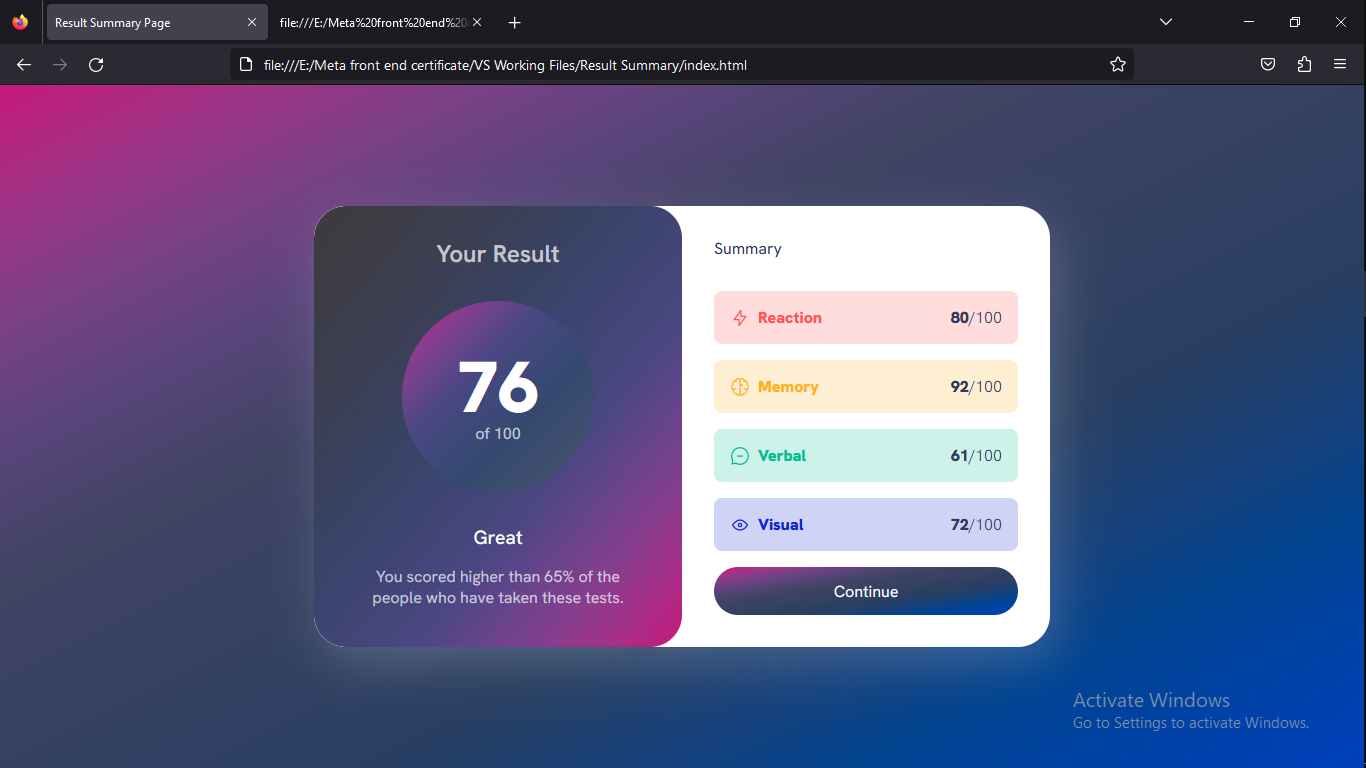 Result Summary Page
file:///E:/Meta%20front%20end%20
file:///E:/Meta front end certificate/VS Working Files/Result Summary/index.html
Your Result
76
of 100
Great
You scored higher than 65% of the
people who have taken these tests.
Summary
Reaction 80/100
Memory 92/100
Verbal 61/100
Visual 72/100
Continue
Activate Windows
Go to Settings to activate Windows.